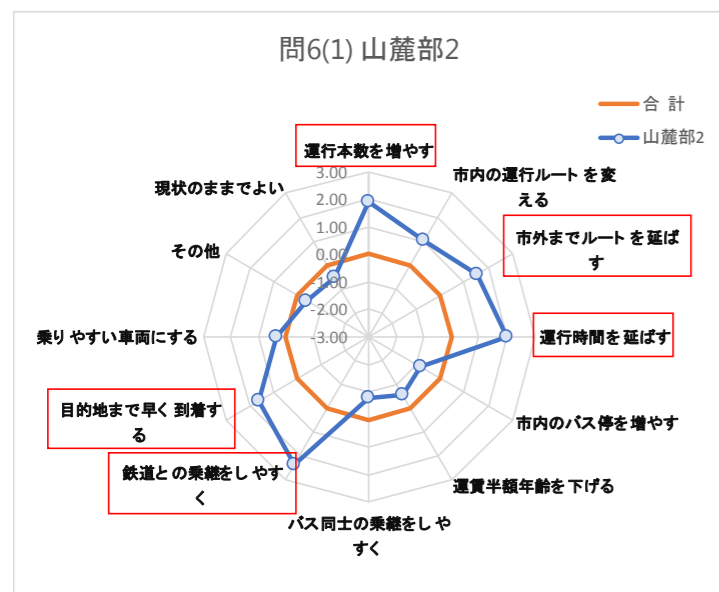 問6(1) 山麓部2
合 計
山麓部2
運行本数を増やす
市内の運行ルートを変
える
市外までルートを延ばす
す
運行時間を延ばす
市内のバス停を増やす
運賃半額年齢を下げる
バス同士の乗継をしや
すく
鉄道との乗継をしやす
く
目的地まで早く到着す
る
乗りやすい車両にする
その他
現状のままでよい
3.00
2.00
1.00
0.00
-1.00
-2.00
-3.00